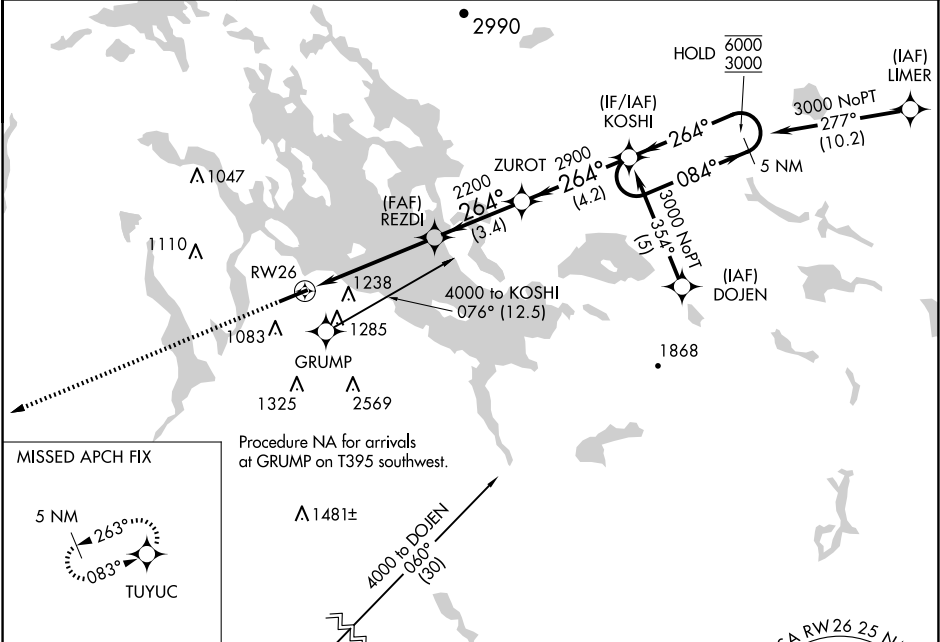 2990
HOLD 6000
3000
(IAF)
LIMER
3000 NoPT
277°
(10.2)
(IF/IAF)
KOSHI
264°
084°
5 NM
ZUROT
2900
264°
(4.2)
2200
264°
(3.4)
(FAF)
REZDI
3000 NoPT
354°
(5)
(IAF)
DOJEN
1047
1110
RW26
1238
4000 to KOSHI
076° (12.5)
1083
1285
GRUMP
1868
1325
2569
Procedure NA for arrivals
at GRUMP on T395 southwest.
MISSED APCH FIX
5 NM
263°
083°
TUYUC
1481±
4000 to DOJEN
060°
(30)
RW26 25